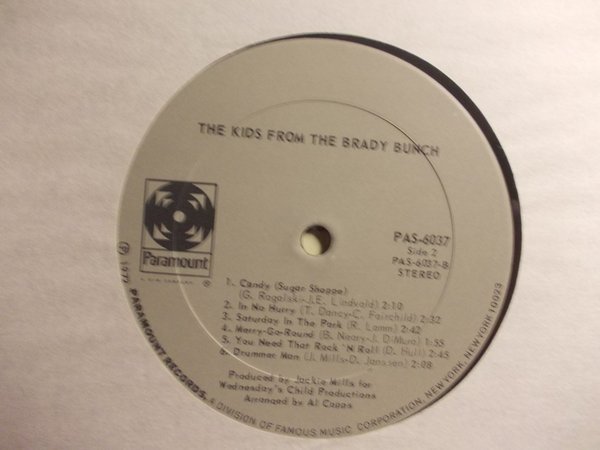 THE KIDS FROM THE BRADY BUNCH
Paramount
®
PAS-6037
Side 2
PAS-6037-B
STEREO
1. Candy (Sugar Shoppe)
(G. Rogalski-J.E. Lindvold) 2:10
2. In No Hurry (T. Dancy-C. Fairchild) 2:32
3. Saturday In The Park (R. Lamm) 2:42
4. Merry-Go-Round (B. Neary-J. DiMuro) 1:55
5. You Need That Rock 'N Roll (D. Hull) 2:45
6. Drummer Man (J. Mills-D. Janssen) 2:08
Produced by Jackie Mills for
Wednesday's Child Productions
Arranged by Al Capps
Ⓟ 1972 PARAMOUNT RECORDS, A DIVISION OF FAMOUS MUSIC CORPORATION, NEW YORK, NEW YORK 10023